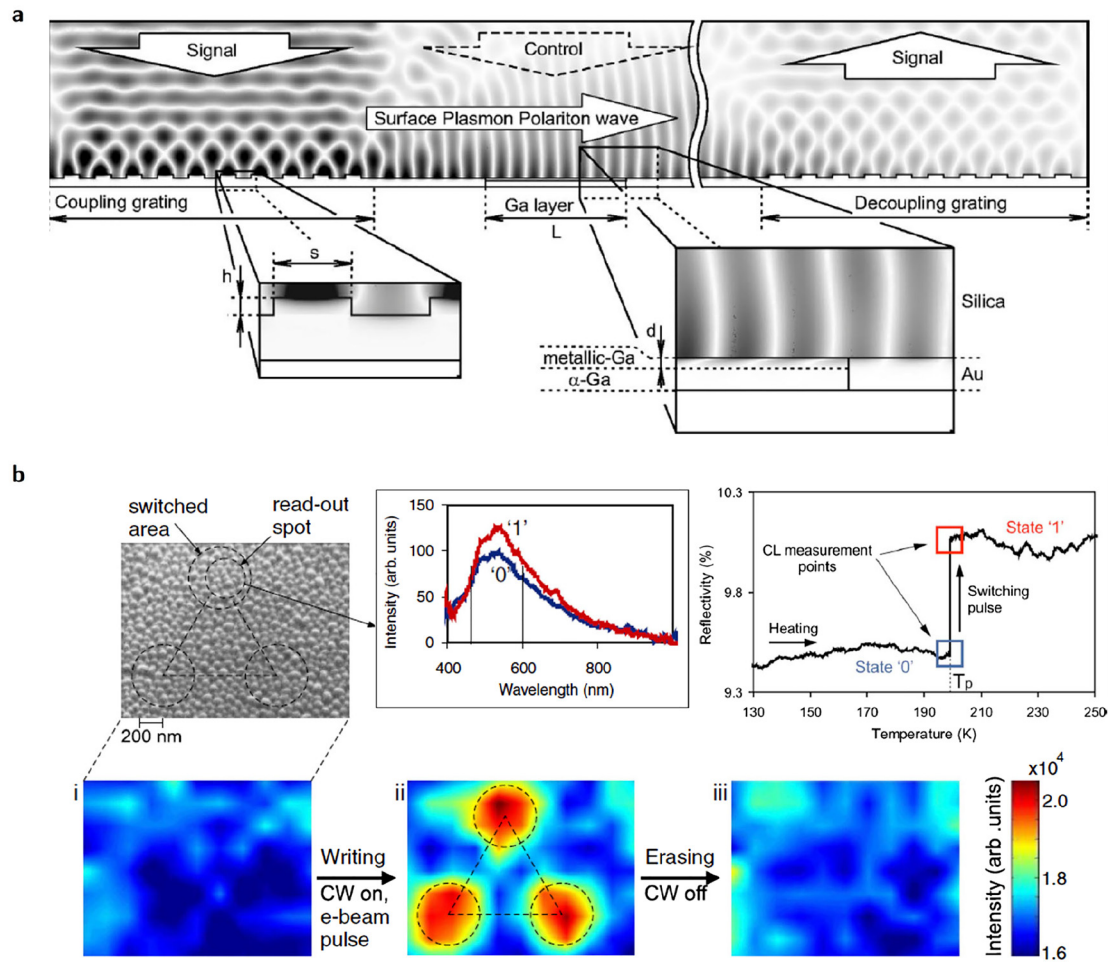 a
Signal
Control
Signal
Surface Plasmon Polariton wave
Coupling grating
Ga layer
L
Decoupling grating
s
h
d
metallic-Ga
α-Ga
Silica
Au
b
switched
area
read-out
spot
200 nm
Intensity (arb. units)
150
100
50
0
'1'
'0'
400
600
800
Wavelength (nm)
Reflectivity (%)
10.3
9.8
9.3
State '1'
CL measurement
points
Switching
pulse
Heating
State '0'
Tp
130
150
170
190
210
230
250
Temperature (K)
i
Writing
CW on,
e-beam
pulse
ii
Erasing
CW off
iii
Intensity (arb .units)
x10⁴
2.0
1.8
1.6